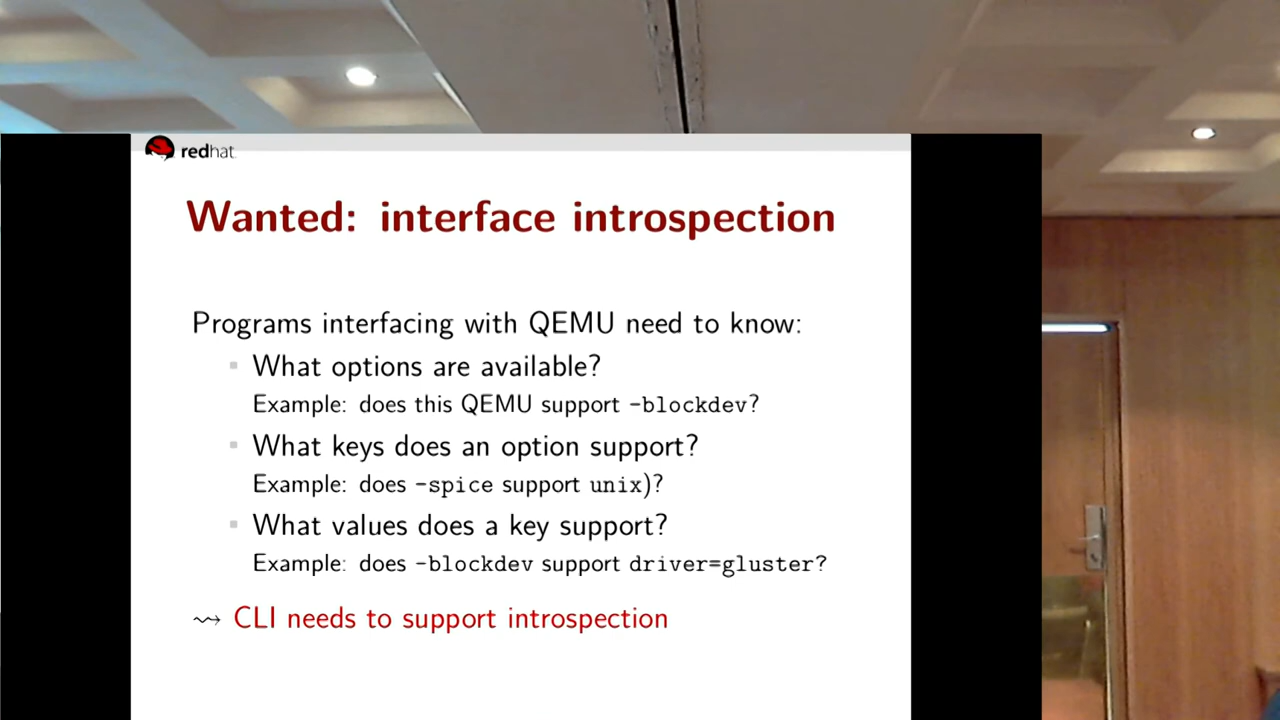 redhat
Wanted: interface introspection
Programs interfacing with QEMU need to know:
What options are available?
Example: does this QEMU support -blockdev?
What keys does an option support?
Example: does -spice support unix)?
What values does a key support?
Example: does -blockdev support driver=gluster?
⇝ CLI needs to support introspection